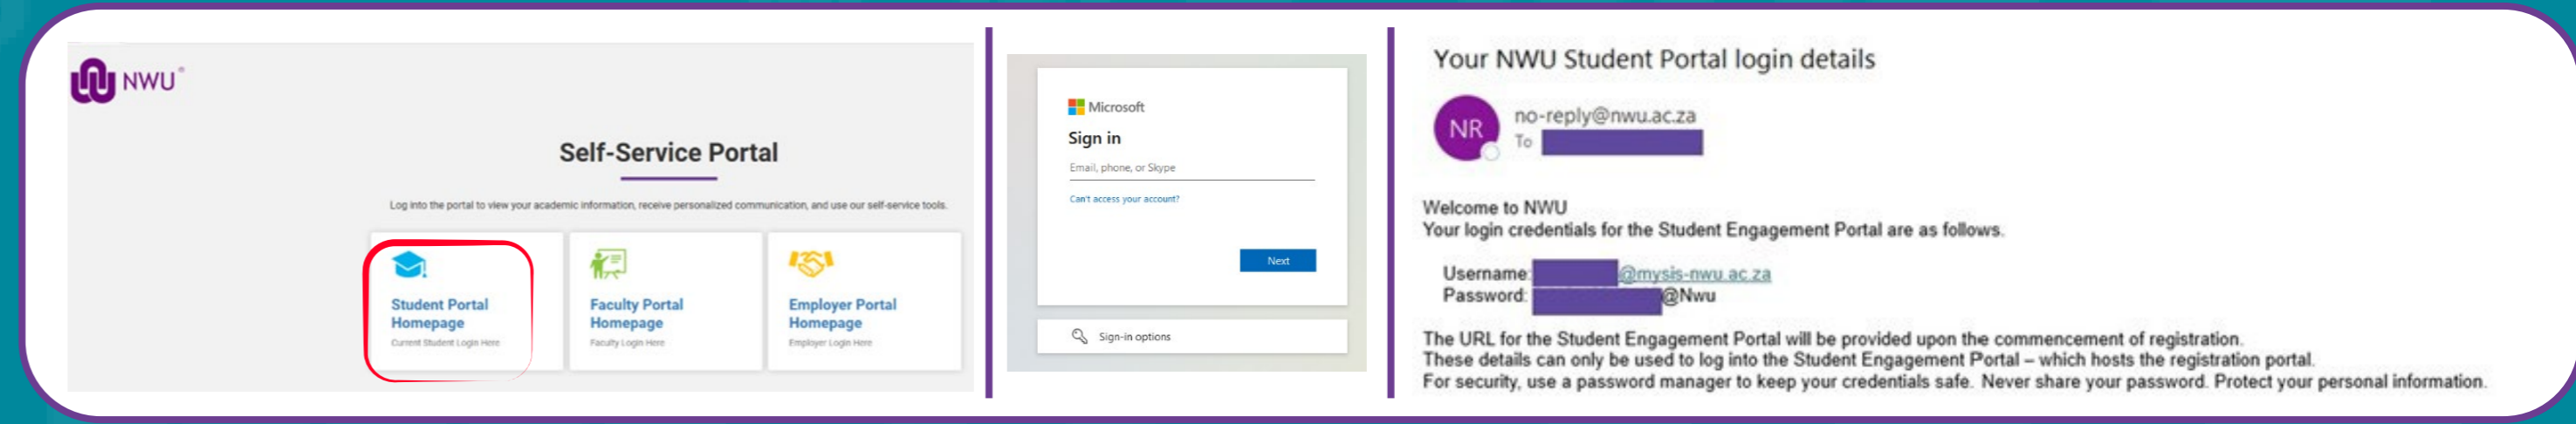 NWU
Self-Service Portal
Log into the portal to view your academic information, receive personalized communication, and use our self-service tools.
Student Portal
Homepage
Current Student Login Here
Faculty Portal
Homepage
Faculty Login Here
Employer Portal
Homepage
Employer Login Here
Microsoft
Sign in
Email, phone, or Skype
Can't access your account?
Next
Sign-in options
Your NWU Student Portal login details
NR
no-reply@nwu.ac.za
To
Welcome to NWU
Your login credentials for the Student Engagement Portal are as follows.
Username: @mysis-nwu.ac.za
Password: @Nwu
The URL for the Student Engagement Portal will be provided upon the commencement of registration.
These details can only be used to log into the Student Engagement Portal – which hosts the registration portal.
For security, use a password manager to keep your credentials safe. Never share your password. Protect your personal information.